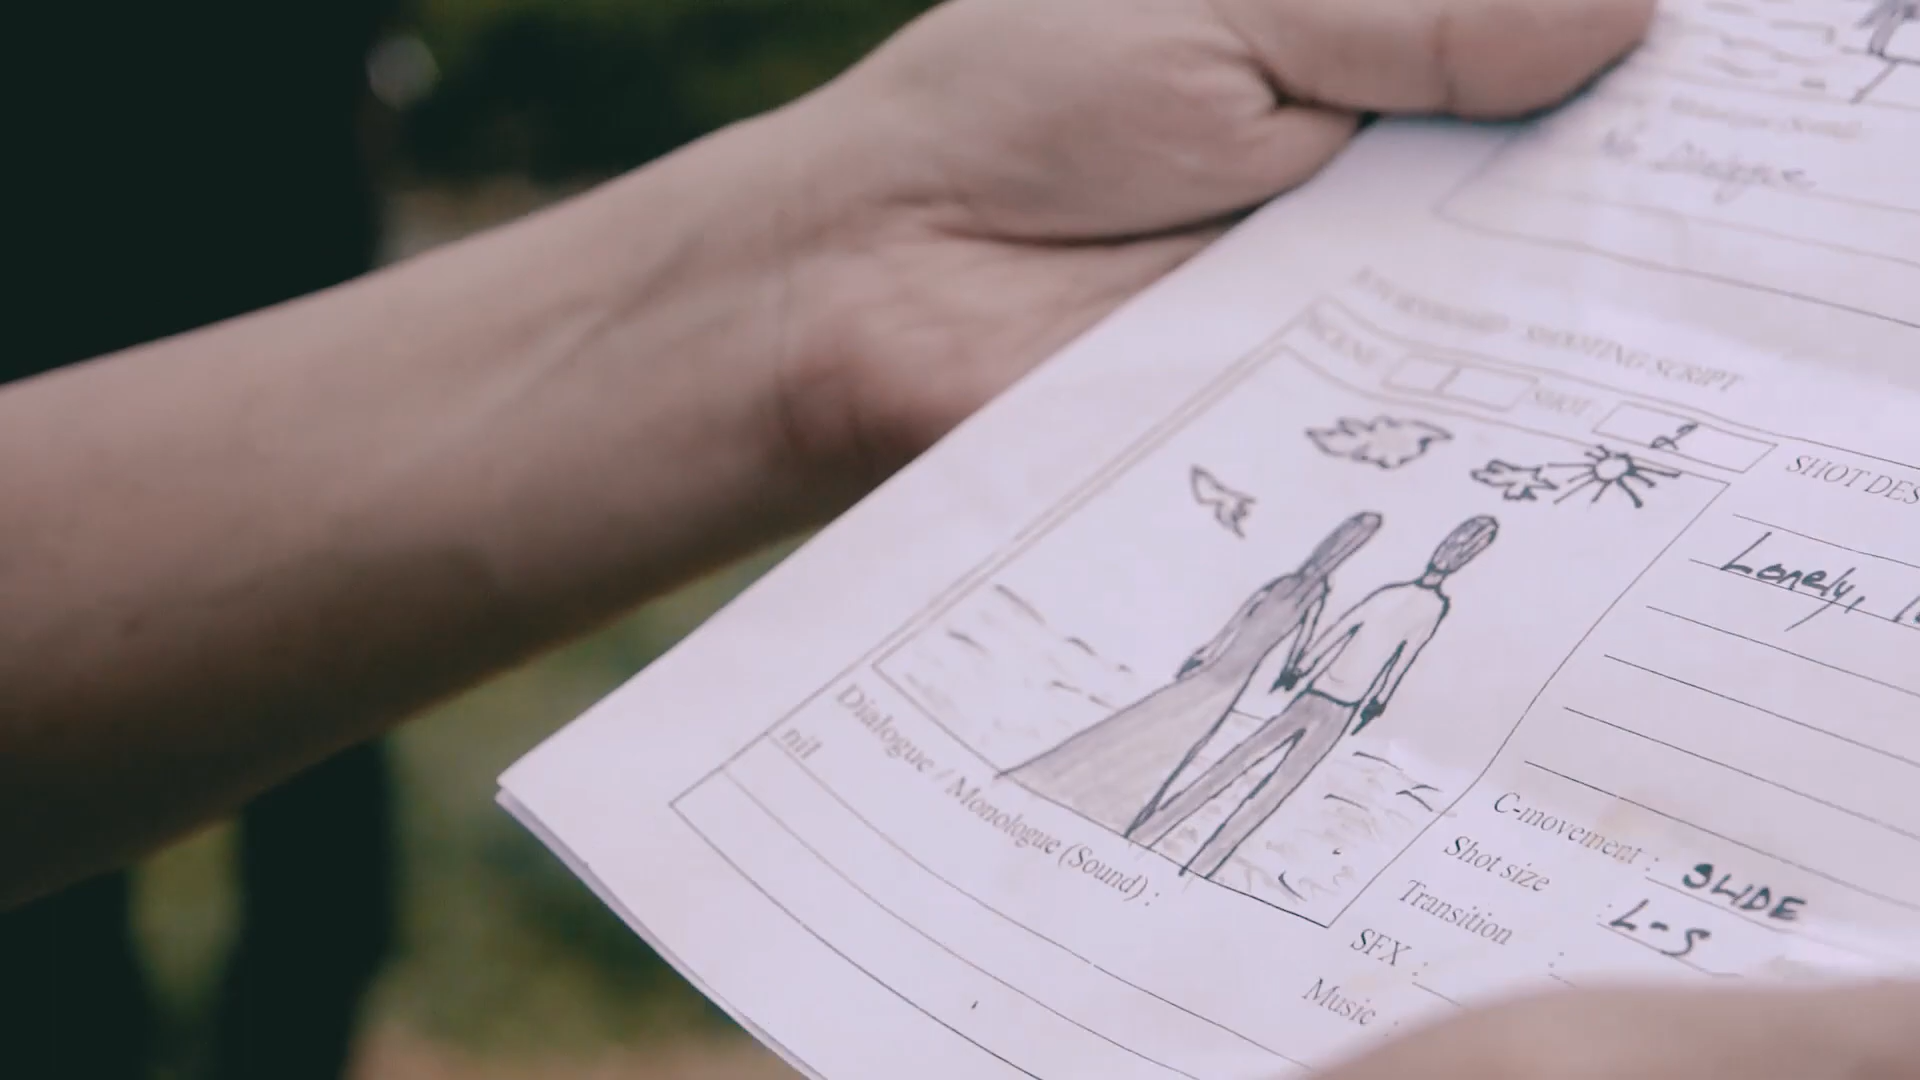 No Dialogue
SHOOTING SCRIPT
SCENE 1 SHOT 2
SHOT DES
Lonely,
Dialogue / Monologue (Sound) :
nil
C-movement : SLIDE
Shot size : L-S
Transition :
SFX :
Music :